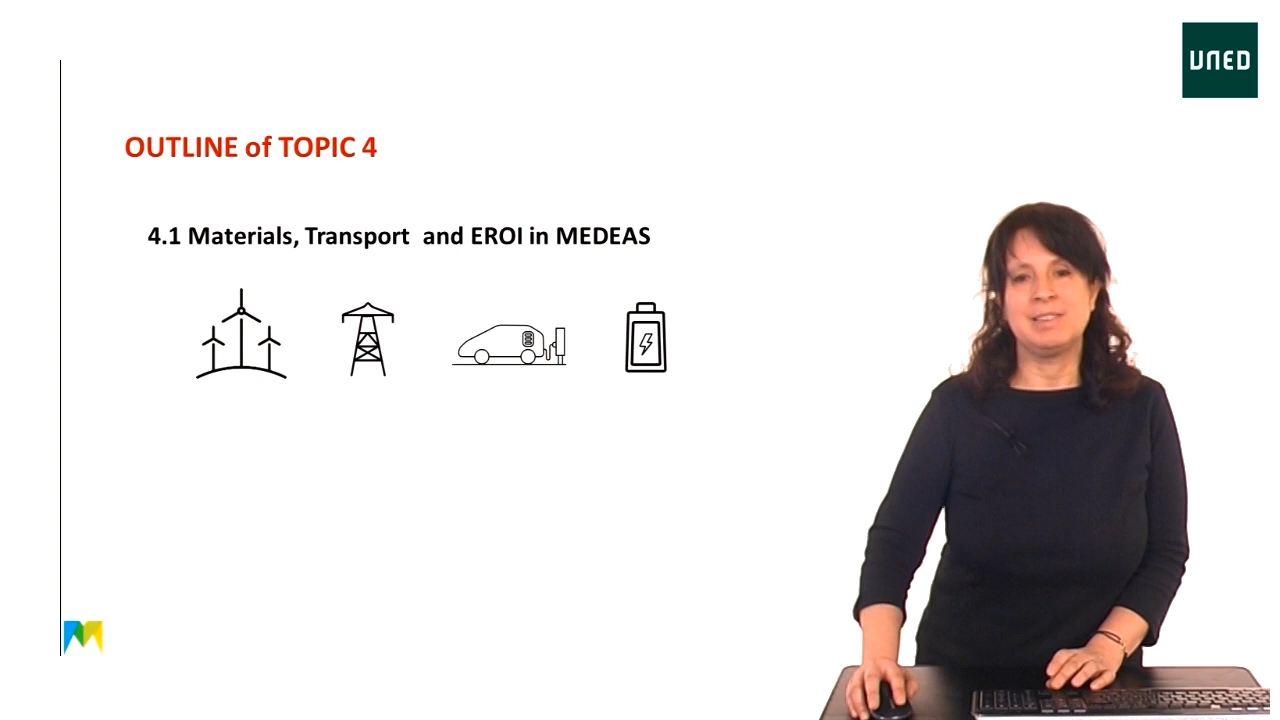 UNED
OUTLINE of TOPIC 4
4.1 Materials, Transport and EROI in MEDEAS